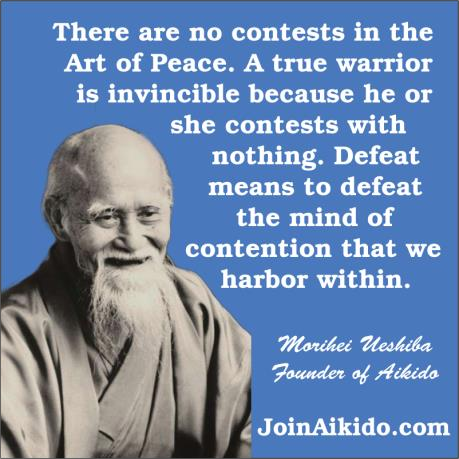 There are no contests in the
Art of Peace. A true warrior
is invincible because he or
she contests with
nothing. Defeat
means to defeat
the mind of
contention that we
harbor within.
Morihei Ueshiba
Founder of Aikido
JoinAikido.com